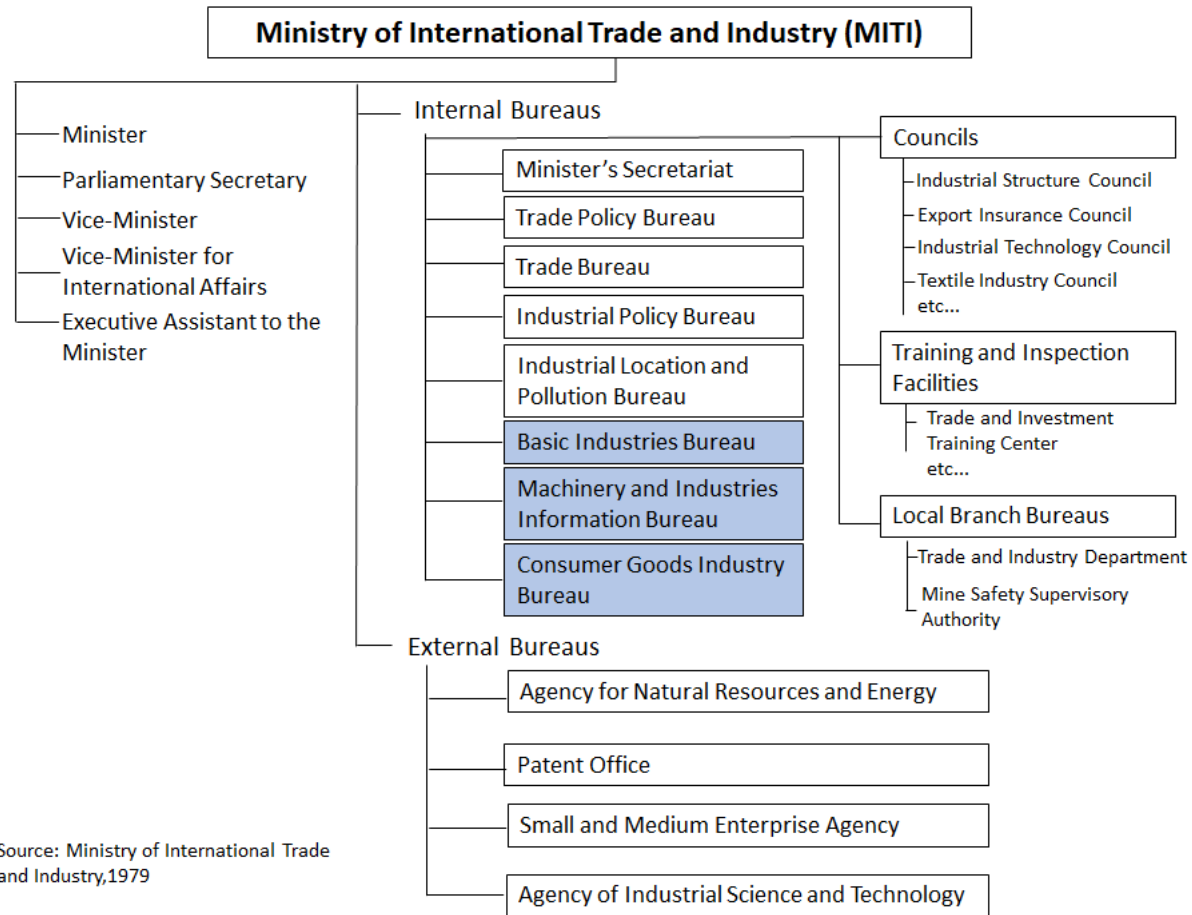 Ministry of International Trade and Industry (MITI)
Minister
Parliamentary Secretary
Vice-Minister
Vice-Minister for
International Affairs
Executive Assistant to the
Minister
Internal Bureaus
Minister’s Secretariat
Trade Policy Bureau
Trade Bureau
Industrial Policy Bureau
Industrial Location and
Pollution Bureau
Basic Industries Bureau
Machinery and Industries
Information Bureau
Consumer Goods Industry
Bureau
Councils
Industrial Structure Council
Export Insurance Council
Industrial Technology Council
Textile Industry Council
etc...
Training and Inspection
Facilities
Trade and Investment
Training Center
etc...
Local Branch Bureaus
Trade and Industry Department
Mine Safety Supervisory
Authority
External Bureaus
Agency for Natural Resources and Energy
Patent Office
Small and Medium Enterprise Agency
Agency of Industrial Science and Technology
Source: Ministry of International Trade
and Industry,1979